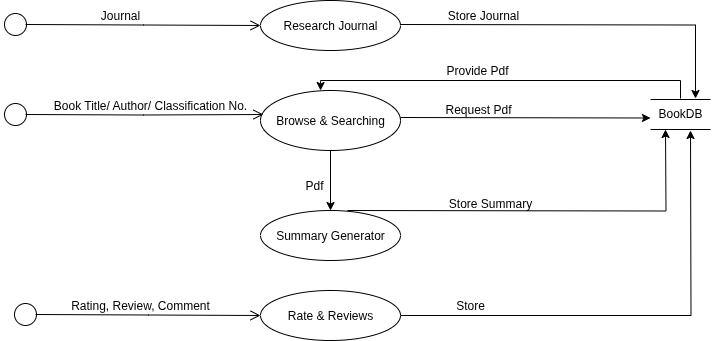 Journal
Store Journal
Research Journal
Provide Pdf
Book Title/ Author/ Classification No.
Request Pdf
BookDB
Browse & Searching
Pdf
Store Summary
Summary Generator
Rating, Review, Comment
Store
Rate & Reviews